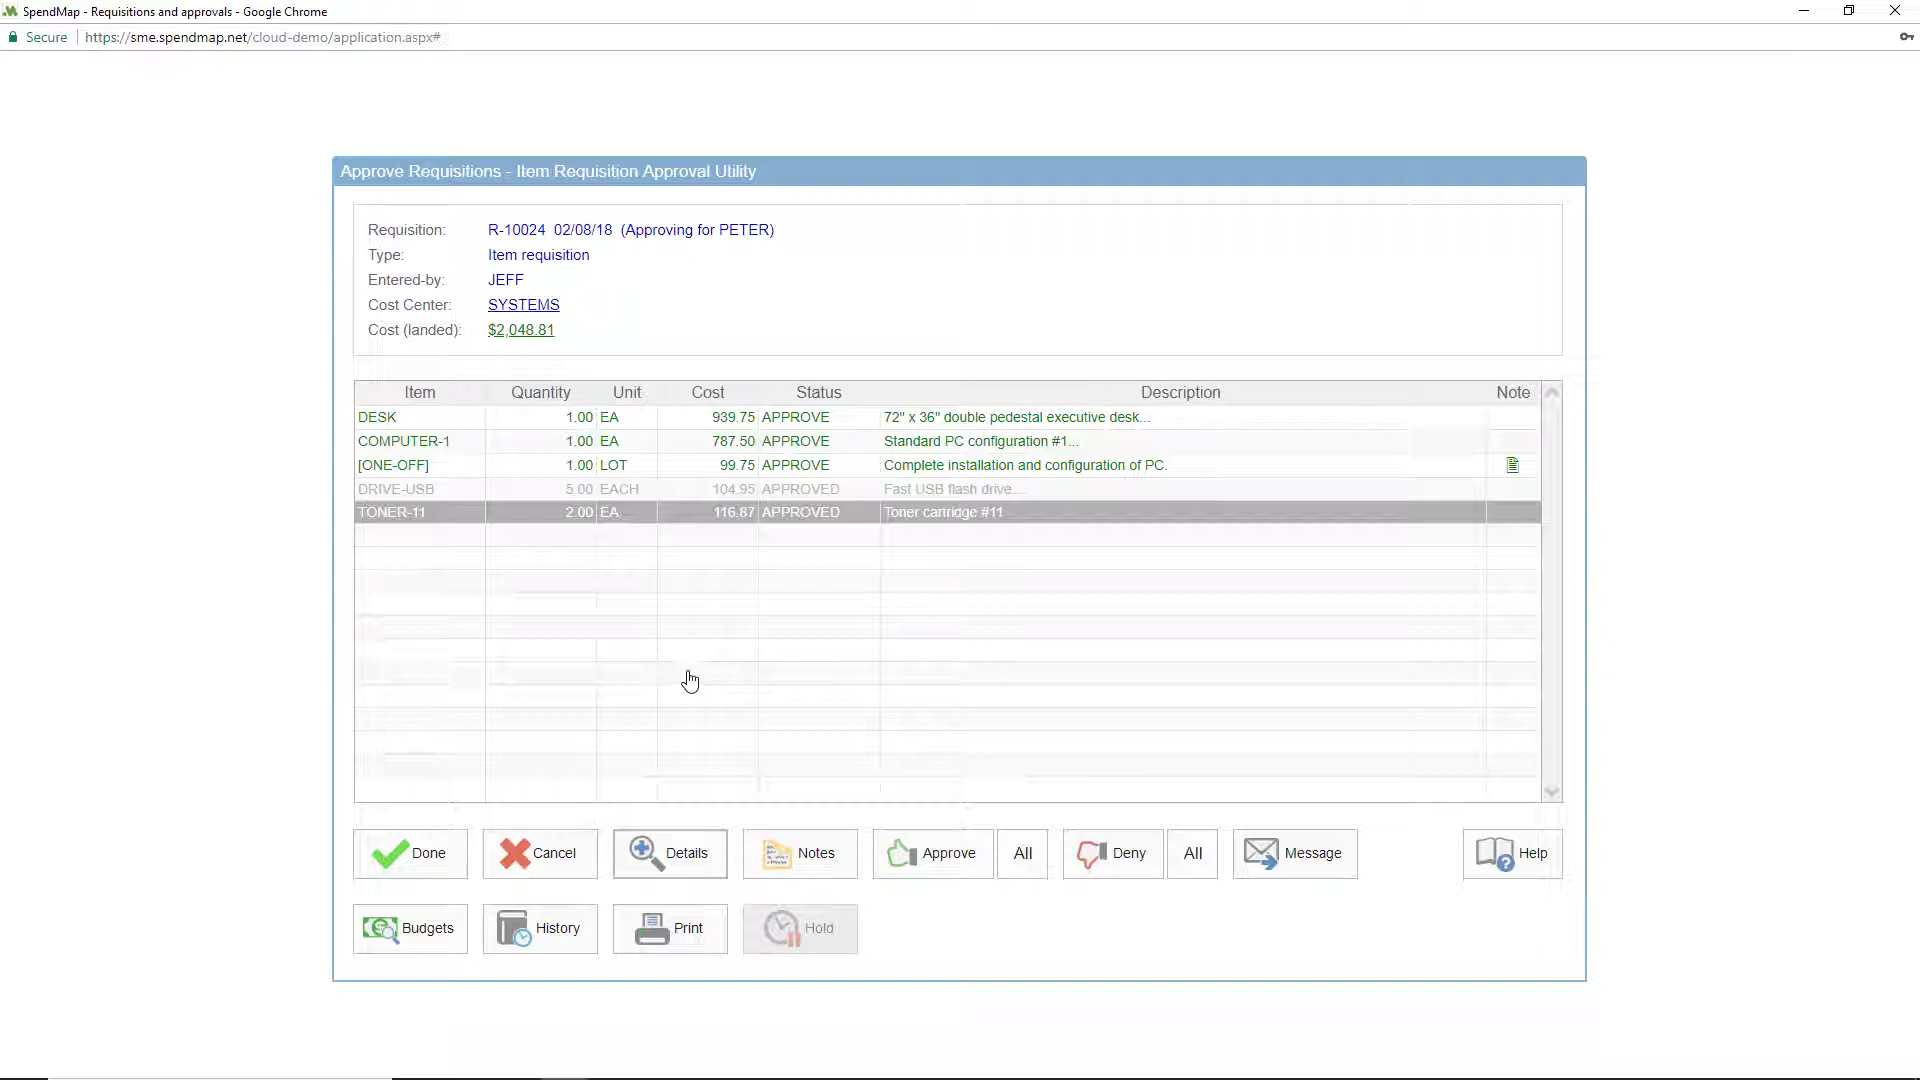 SpendMap - Requisitions and approvals - Google Chrome
Secure https://sme.spendmap.net/cloud-demo/application.aspx#
Approve Requisitions - Item Requisition Approval Utility
Requisition: R-10024 02/08/18 (Approving for PETER)
Type: Item requisition
Entered-by: JEFF
Cost Center: SYSTEMS
Cost (landed): $2,048.81
Item Quantity Unit Cost Status Description Note
DESK 1.00 EA 939.75 APPROVE 72" x 36" double pedestal executive desk...
COMPUTER-1 1.00 EA 787.50 APPROVE Standard PC configuration #1...
[ONE-OFF] 1.00 LOT 99.75 APPROVE Complete installation and configuration of PC.
DRIVE-USB 5.00 EACH 104.95 APPROVED Fast USB flash drive...
TONER-11 2.00 EA 116.87 APPROVED Toner cartridge #11
Done Cancel Details Notes Approve All Deny All Message Help
Budgets History Print Hold